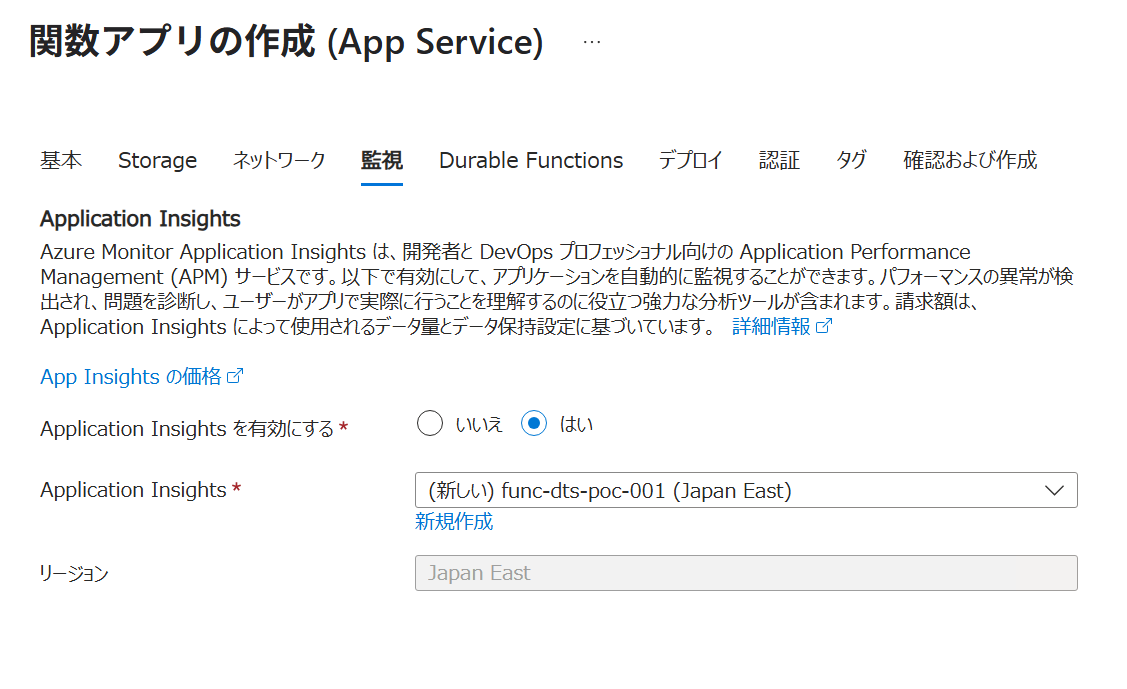 関数アプリの作成 (App Service) ...
基本 Storage ネットワーク 監視 Durable Functions デプロイ 認証 タグ 確認および作成
Application Insights
Azure Monitor Application Insights は、開発者と DevOps プロフェッショナル向けの Application Performance
Management (APM) サービスです。以下で有効にして、アプリケーションを自動的に監視することができます。パフォーマンスの異常が検
出され、問題を診断し、ユーザーがアプリで実際に行うことを理解するのに役立つ強力な分析ツールが含まれます。請求額は、
Application Insights によって使用されるデータ量とデータ保持設定に基づいています。 詳細情報
App Insights の価格
Application Insights を有効にする * いいえ はい
Application Insights * (新しい) func-dts-poc-001 (Japan East)
新規作成
リージョン Japan East